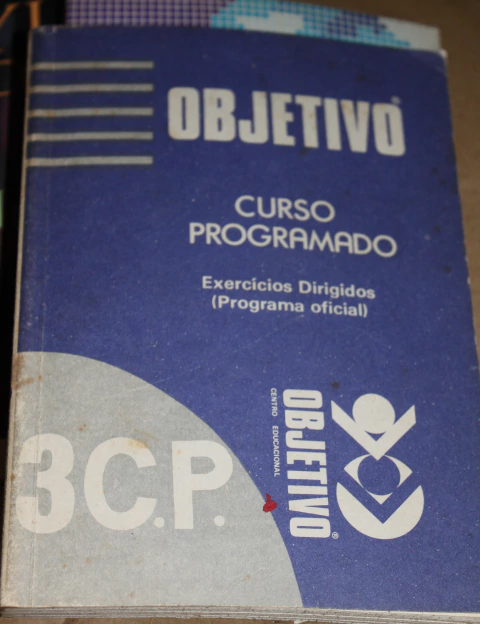 OBJETIVO®
CURSO
PROGRAMADO
Exercícios Dirigidos
(Programa oficial)
OBJETIVO®
CENTRO EDUCACIONAL
3C.P.